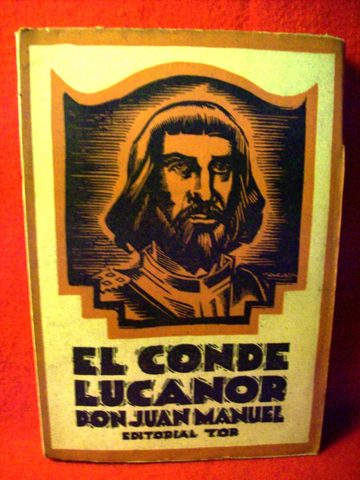 EL CONDE
LUCANOR
DON JUAN MANUEL
EDITORIAL TOR